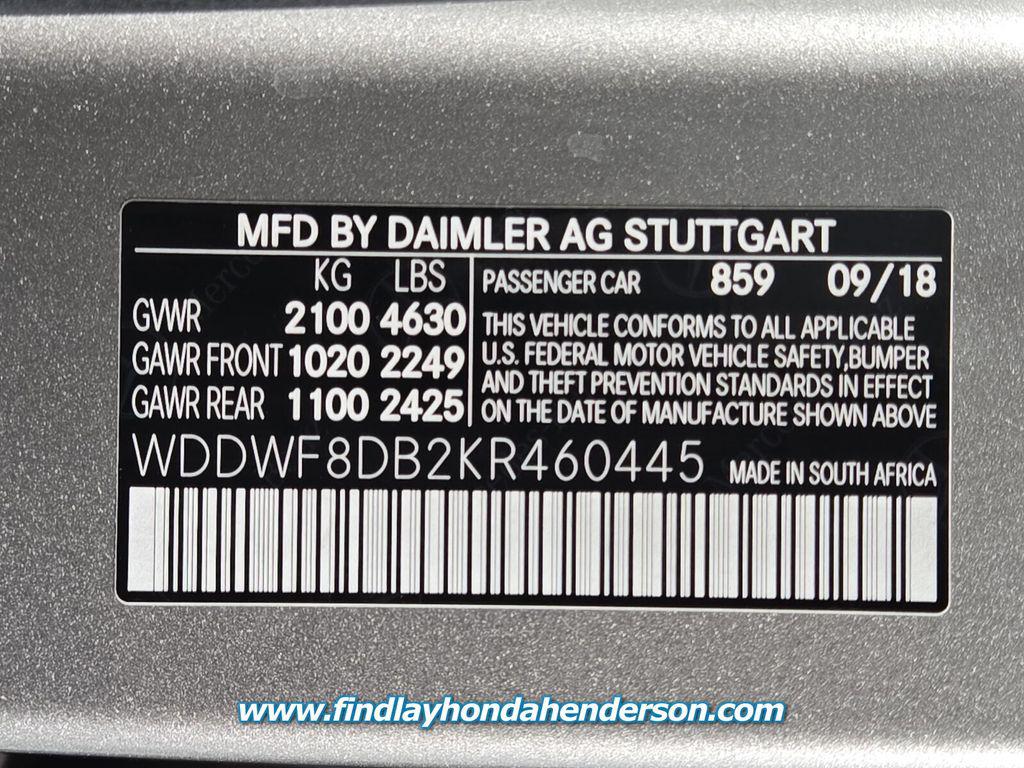 MFD BY DAIMLER AG STUTTGART
KG LBS
GVWR 2100 4630
GAWR FRONT 1020 2249
GAWR REAR 1100 2425
PASSENGER CAR 859 09/18
THIS VEHICLE CONFORMS TO ALL APPLICABLE
U.S. FEDERAL MOTOR VEHICLE SAFETY,BUMPER
AND THEFT PREVENTION STANDARDS IN EFFECT
ON THE DATE OF MANUFACTURE SHOWN ABOVE
WDDWF8DB2KR460445 MADE IN SOUTH AFRICA
www.findlayhondahenderson.com